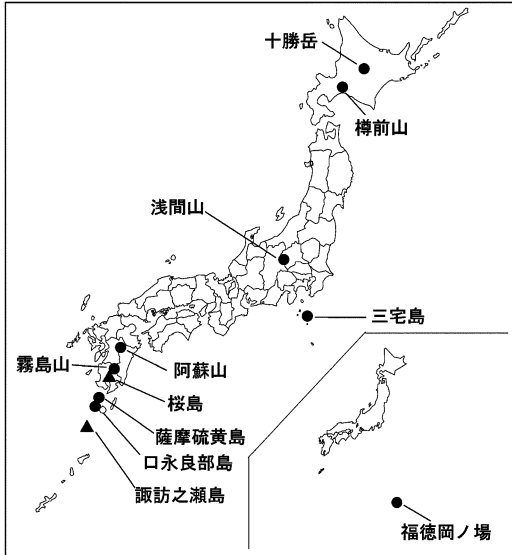 十勝岳
樽前山
浅間山
三宅島
霧島山
阿蘇山
桜島
薩摩硫黄島
口永良部島
諏訪之瀬島
福徳岡ノ場